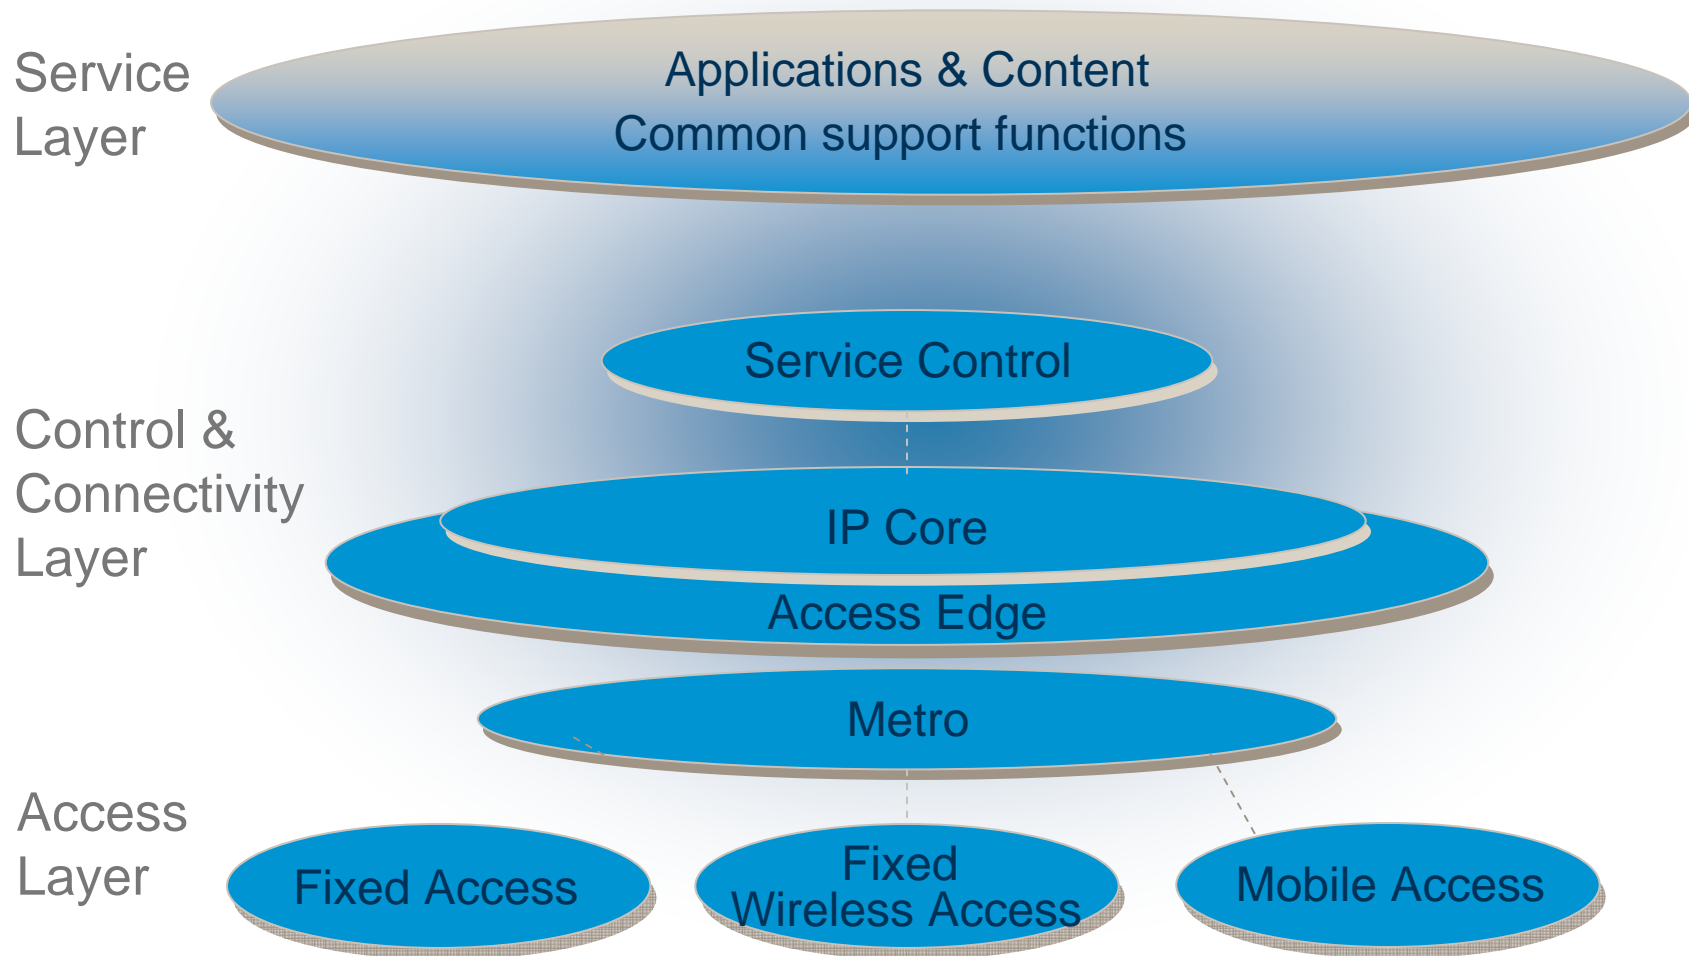 Service
Layer
Applications & Content
Common support functions
Service Control
Control &
Connectivity
Layer
IP Core
Access Edge
Metro
Access
Layer
Fixed Access
Fixed
Wireless Access
Mobile Access